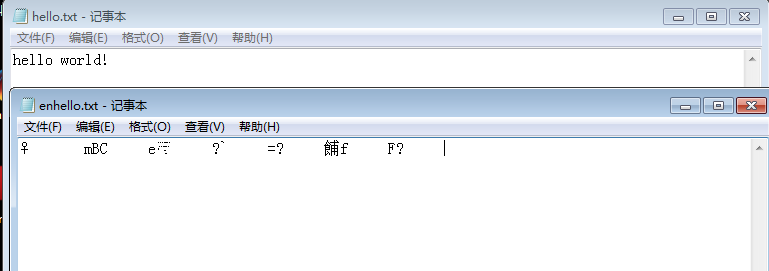 hello.txt - 记事本
文件(F) 编辑(E) 格式(O) 查看(V) 帮助(H)
hello world!
enhello.txt - 记事本
文件(F) 编辑(E) 格式(O) 查看(V) 帮助(H)
♀ mBC e ?` =? 餔f F?